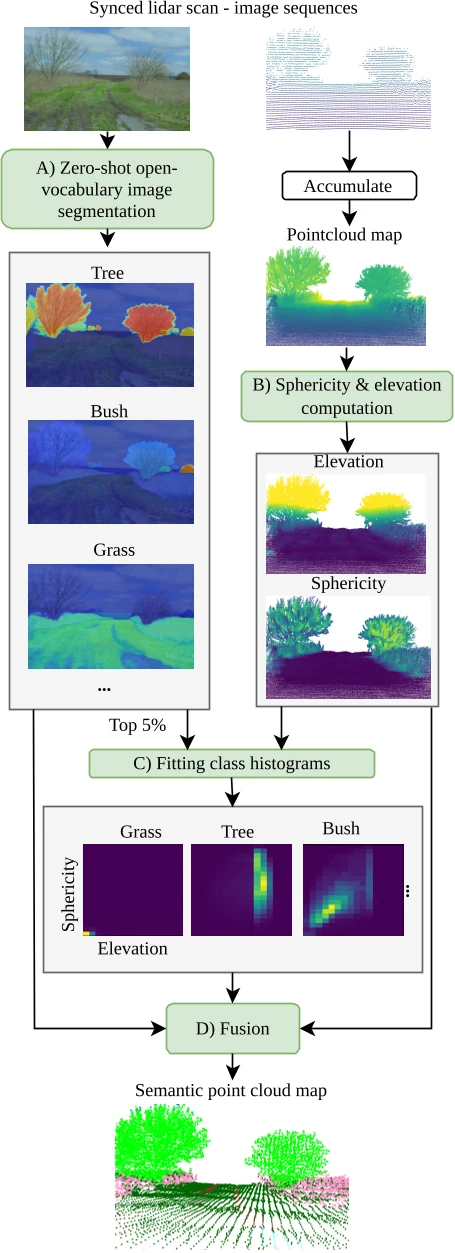 Synced lidar scan - image sequences
A) Zero-shot open-
vocabulary image
segmentation
Accumulate
Pointcloud map
Tree
B) Sphericity & elevation
computation
Bush
Elevation
Grass
Sphericity
...
Top 5%
C) Fitting class histograms
Grass
Tree
Bush
Sphericity
...
Elevation
D) Fusion
Semantic point cloud map